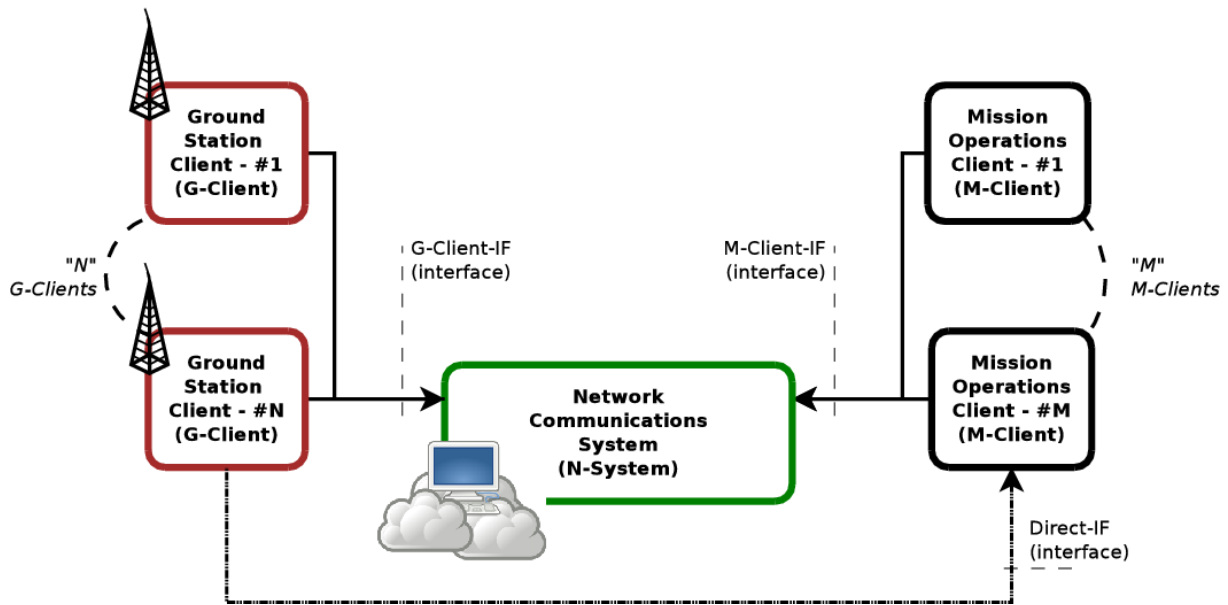 Ground
Station
Client - #1
(G-Client)
Mission
Operations
Client - #1
(M-Client)
"N"
G-Clients
G-Client-IF
(interface)
M-Client-IF
(interface)
"M"
M-Clients
Ground
Station
Client - #N
(G-Client)
Network
Communications
System
(N-System)
Mission
Operations
Client - #M
(M-Client)
Direct-IF
(interface)